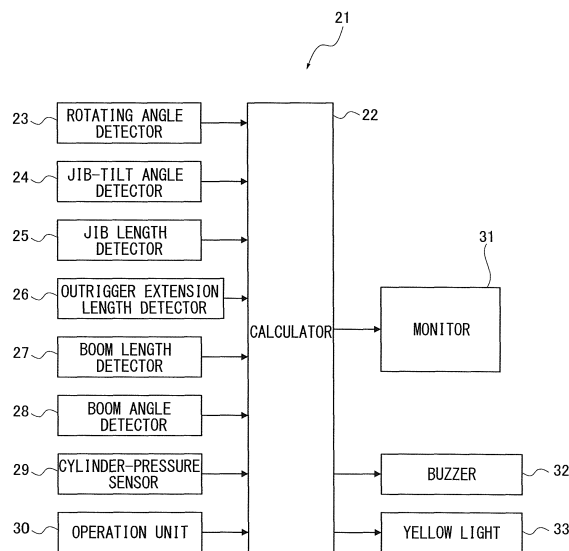 21
23
ROTATING ANGLE
DETECTOR
22
24
JIB-TILT ANGLE
DETECTOR
25
JIB LENGTH
DETECTOR
31
26
OUTRIGGER EXTENSION
LENGTH DETECTOR
CALCULATOR
MONITOR
27
BOOM LENGTH
DETECTOR
28
BOOM ANGLE
DETECTOR
29
CYLINDER-PRESSURE
SENSOR
BUZZER
32
30
OPERATION UNIT
YELLOW LIGHT
33